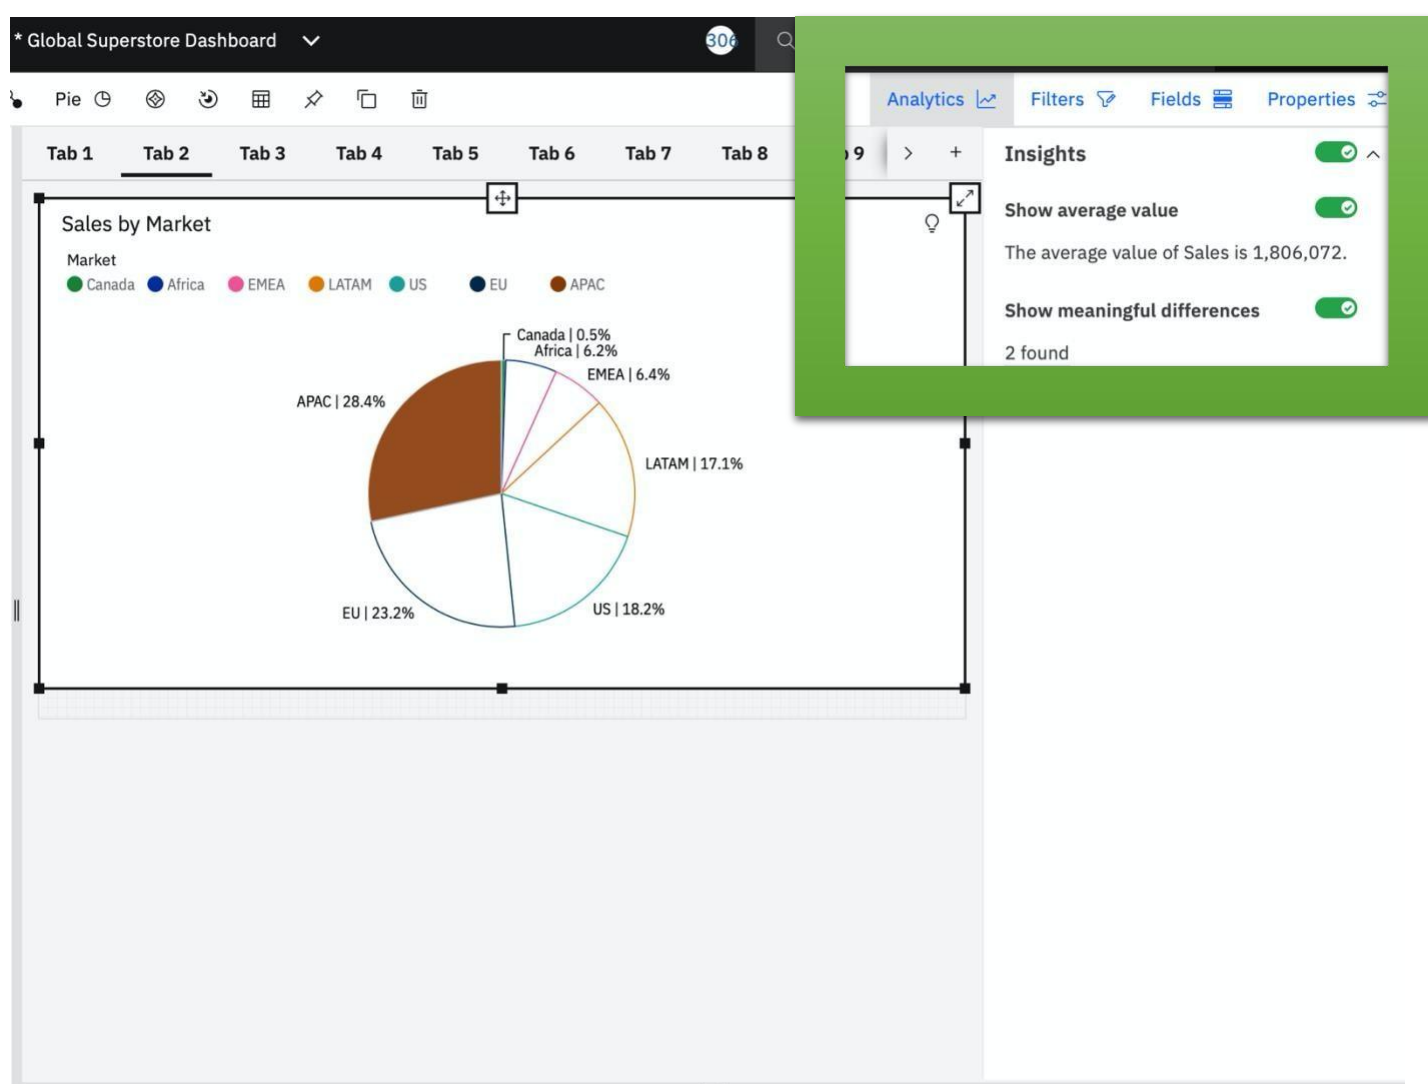 * Global Superstore Dashboard
306
Pie
Analytics Filters Fields Properties
Tab 1 Tab 2 Tab 3 Tab 4 Tab 5 Tab 6 Tab 7 Tab 8 9 > +
Insights
Show average value
The average value of Sales is 1,806,072.
Show meaningful differences
2 found
Sales by Market
Market
Canada Africa EMEA LATAM US EU APAC
Canada | 0.5%
Africa | 6.2%
EMEA | 6.4%
APAC | 28.4%
LATAM | 17.1%
US | 18.2%
EU | 23.2%